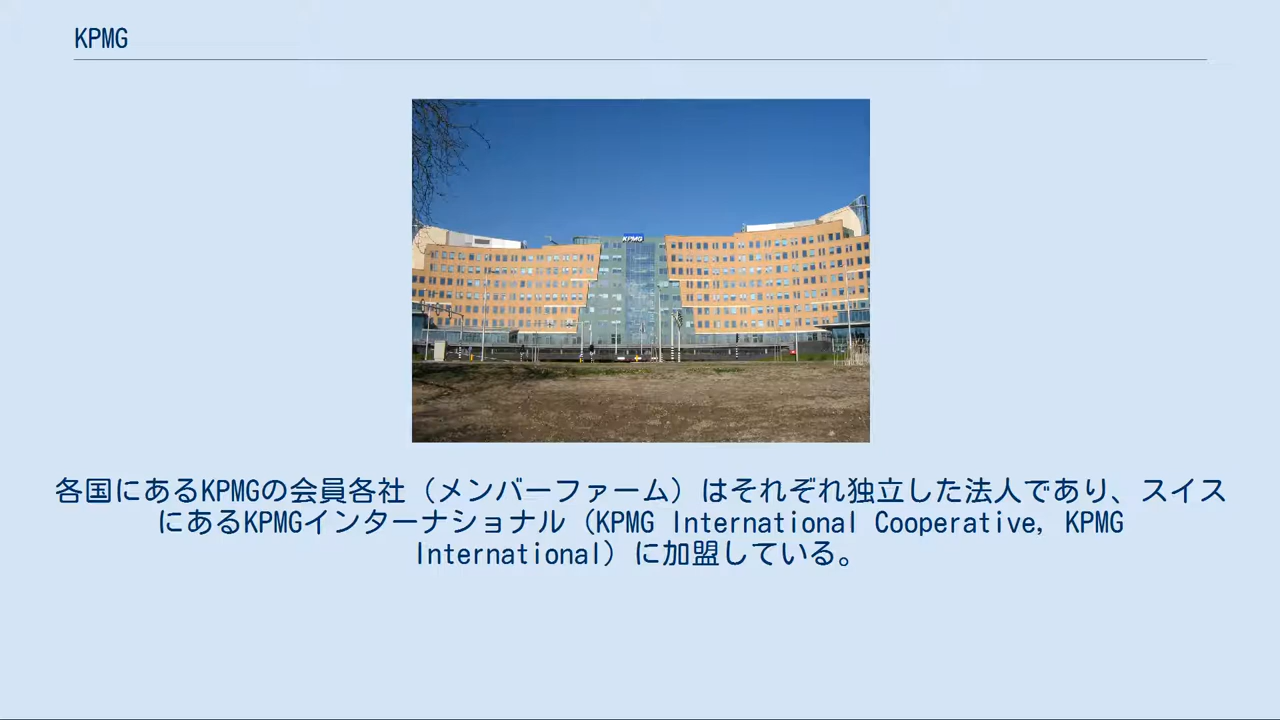 KPMG
KPMG
各国にあるKPMGの会員各社（メンバーファーム）はそれぞれ独立した法人であり、スイス
にあるKPMGインターナショナル（KPMG International Cooperative, KPMG
International）に加盟している。